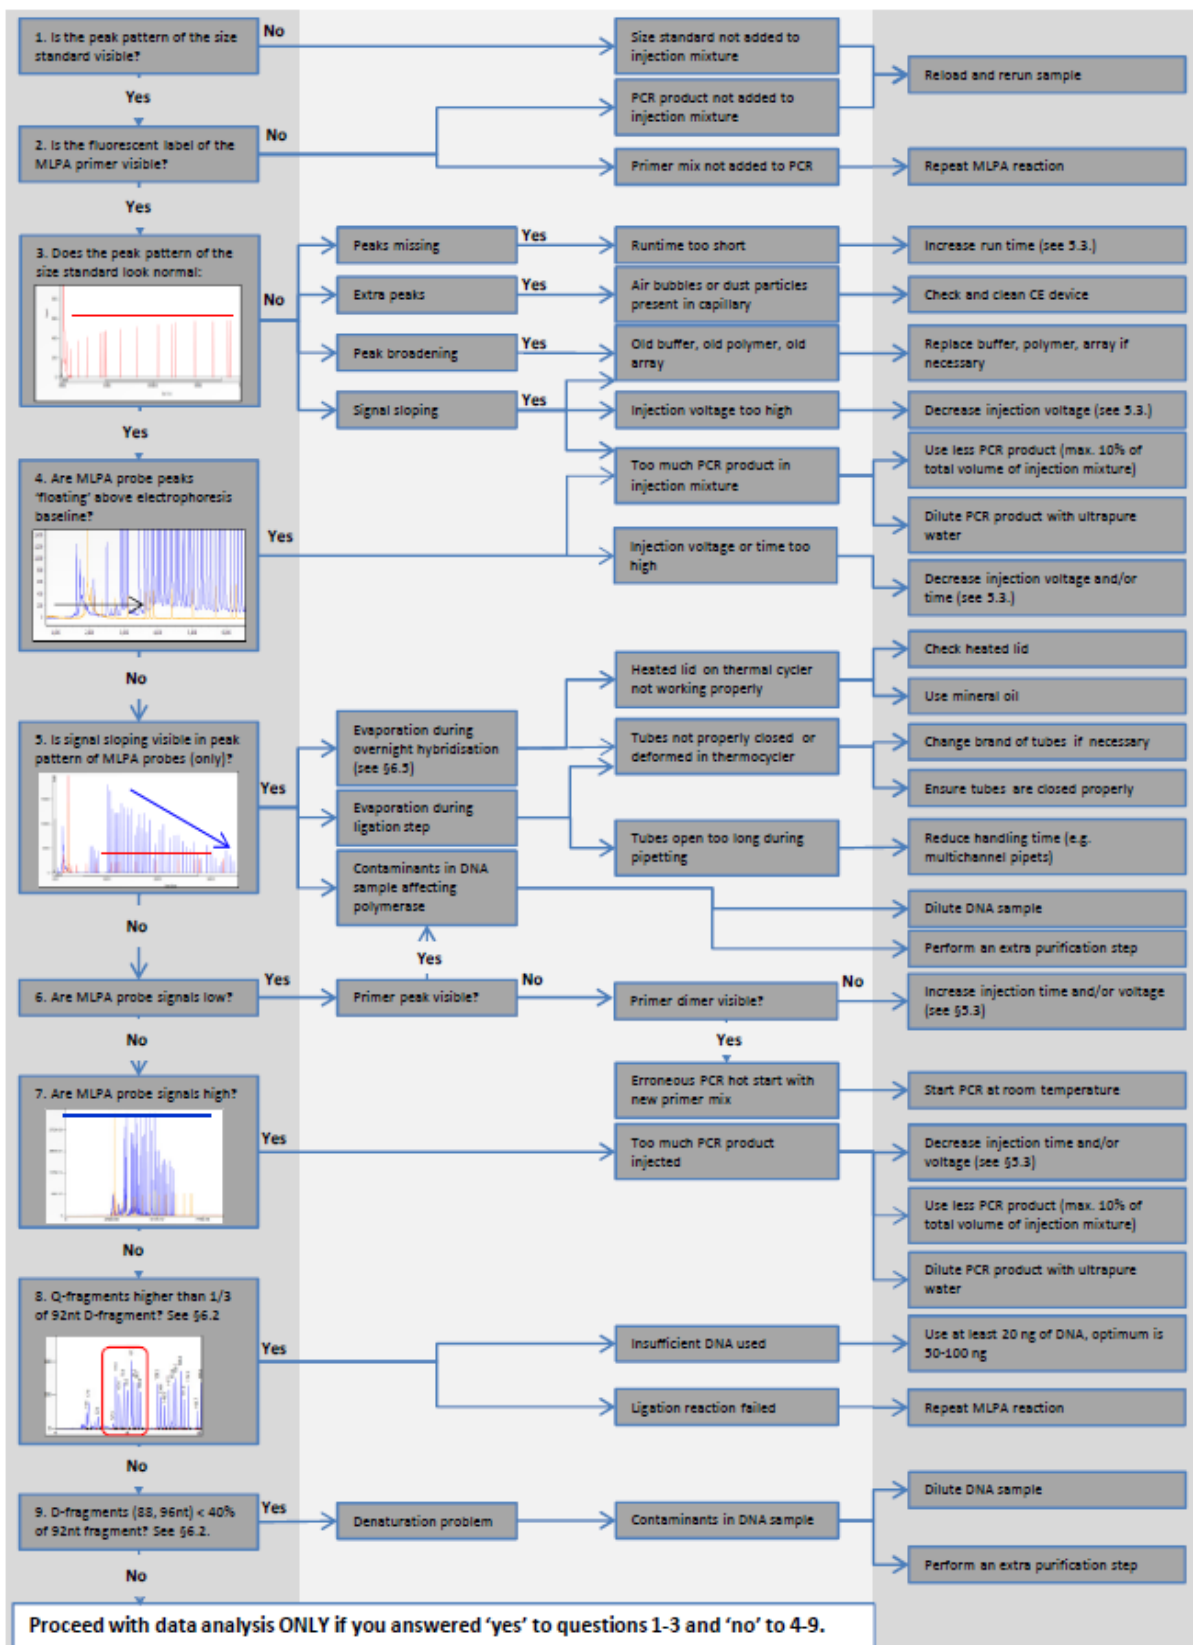 1. Is the peak pattern of the size
standard visible?
No
Size standard not added to
injection mixture
Reload and rerun sample
Yes
PCR product not added to
injection mixture
2. Is the fluorescent label of the
MLPA primer visible?
No
Primer mix not added to PCR
Repeat MLPA reaction
Yes
3. Does the peak pattern of the
size standard look normal:
No
Peaks missing
Yes
Runtime too short
Increase run time (see 5.3.)
Extra peaks
Yes
Air bubbles or dust particles
present in capillary
Check and clean CE device
Peak broadening
Yes
Old buffer, old polymer, old
array
Replace buffer, polymer, array if
necessary
Signal sloping
Yes
Injection voltage too high
Decrease injection voltage (see 5.3.)
Yes
4. Are MLPA probe peaks
'floating' above electrophoresis
baseline?
Yes
Too much PCR product in
injection mixture
Use less PCR product (max. 10% of
total volume of injection mixture)
Dilute PCR product with ultrapure
water
Injection voltage or time too
high
Decrease injection voltage and/or
time (see 5.3.)
No
5. Is signal sloping visible in peak
pattern of MLPA probes (only)?
Yes
Evaporation during
overnight hybridisation
(see §6.5)
Heated lid on thermal cycler
not working properly
Check heated lid
Use mineral oil
Tubes not properly closed or
deformed in thermocycler
Change brand of tubes if necessary
Ensure tubes are closed properly
Evaporation during
ligation step
Tubes open too long during
pipetting
Reduce handling time (e.g.
multichannel pipets)
Contaminants in DNA
sample affecting
polymerase
Dilute DNA sample
Perform an extra purification step
No
Yes
6. Are MLPA probe signals low?
Yes
Primer peak visible?
No
Primer dimer visible?
No
Increase injection time and/or voltage
(see §5.3)
No
Yes
7. Are MLPA probe signals high?
Yes
Erroneous PCR hot start with
new primer mix
Start PCR at room temperature
Too much PCR product
injected
Decrease injection time and/or
voltage (see §5.3)
Use less PCR product (max. 10% of
total volume of injection mixture)
Dilute PCR product with ultrapure
water
No
8. Q-fragments higher than 1/3
of 92nt D-fragment? See §6.2
Yes
Insufficient DNA used
Use at least 20 ng of DNA, optimum is
50-100 ng
Ligation reaction failed
Repeat MLPA reaction
No
9. D-fragments (88, 96nt) < 40%
of 92nt fragment? See §6.2.
Yes
Denaturation problem
Contaminants in DNA sample
Dilute DNA sample
Perform an extra purification step
No
Proceed with data analysis ONLY if you answered 'yes' to questions 1-3 and 'no' to 4-9.